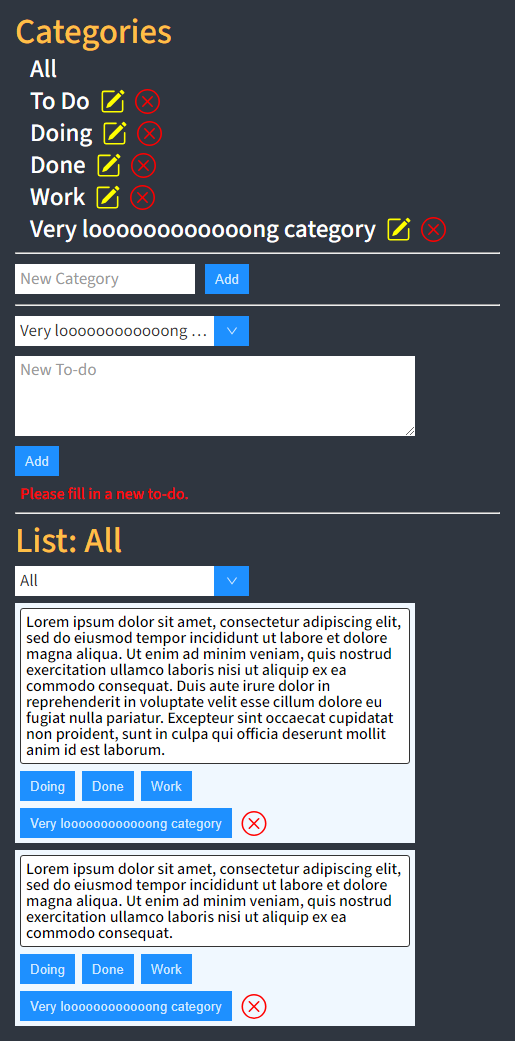 Categories
All
To Do
Doing
Done
Work
Very loooooooooooong category
New Category
Add
Very loooooooooooong ...
New To-do
Add
Please fill in a new to-do.
List: All
All
Lorem ipsum dolor sit amet, consectetur adipiscing elit,
sed do eiusmod tempor incididunt ut labore et dolore
magna aliqua. Ut enim ad minim veniam, quis nostrud
exercitation ullamco laboris nisi ut aliquip ex ea
commodo consequat. Duis aute irure dolor in
reprehenderit in voluptate velit esse cillum dolore eu
fugiat nulla pariatur. Excepteur sint occaecat cupidatat
non proident, sunt in culpa qui officia deserunt mollit
anim id est laborum.
Doing Done Work
Very loooooooooooong category
Lorem ipsum dolor sit amet, consectetur adipiscing elit,
sed do eiusmod tempor incididunt ut labore et dolore
magna aliqua. Ut enim ad minim veniam, quis nostrud
exercitation ullamco laboris nisi ut aliquip ex ea
commodo consequat.
Doing Done Work
Very loooooooooooong category